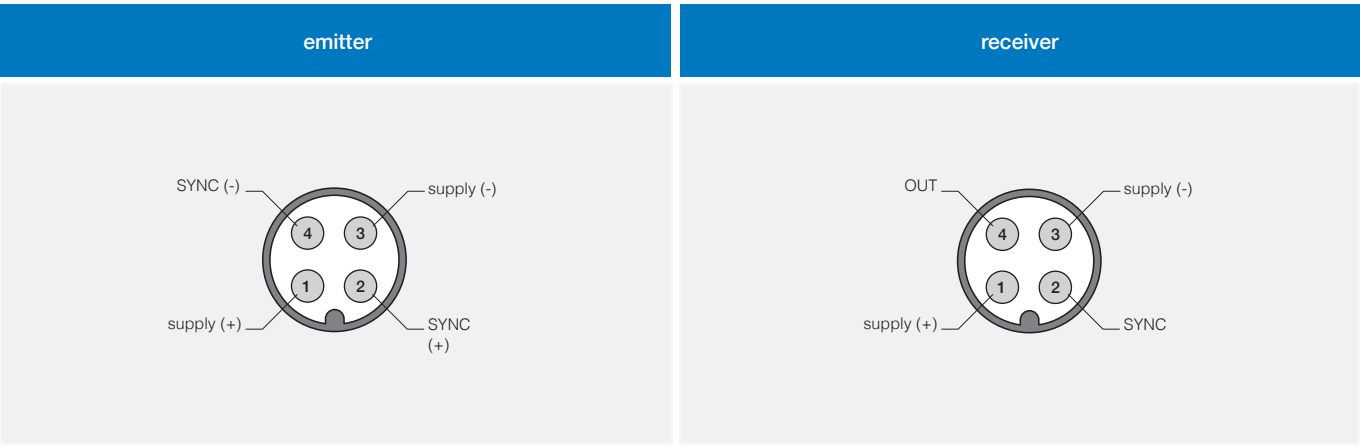 emitter
receiver
SYNC (-)
supply (-)
4
3
1
2
supply (+)
SYNC
(+)
OUT
supply (-)
4
3
1
2
supply (+)
SYNC